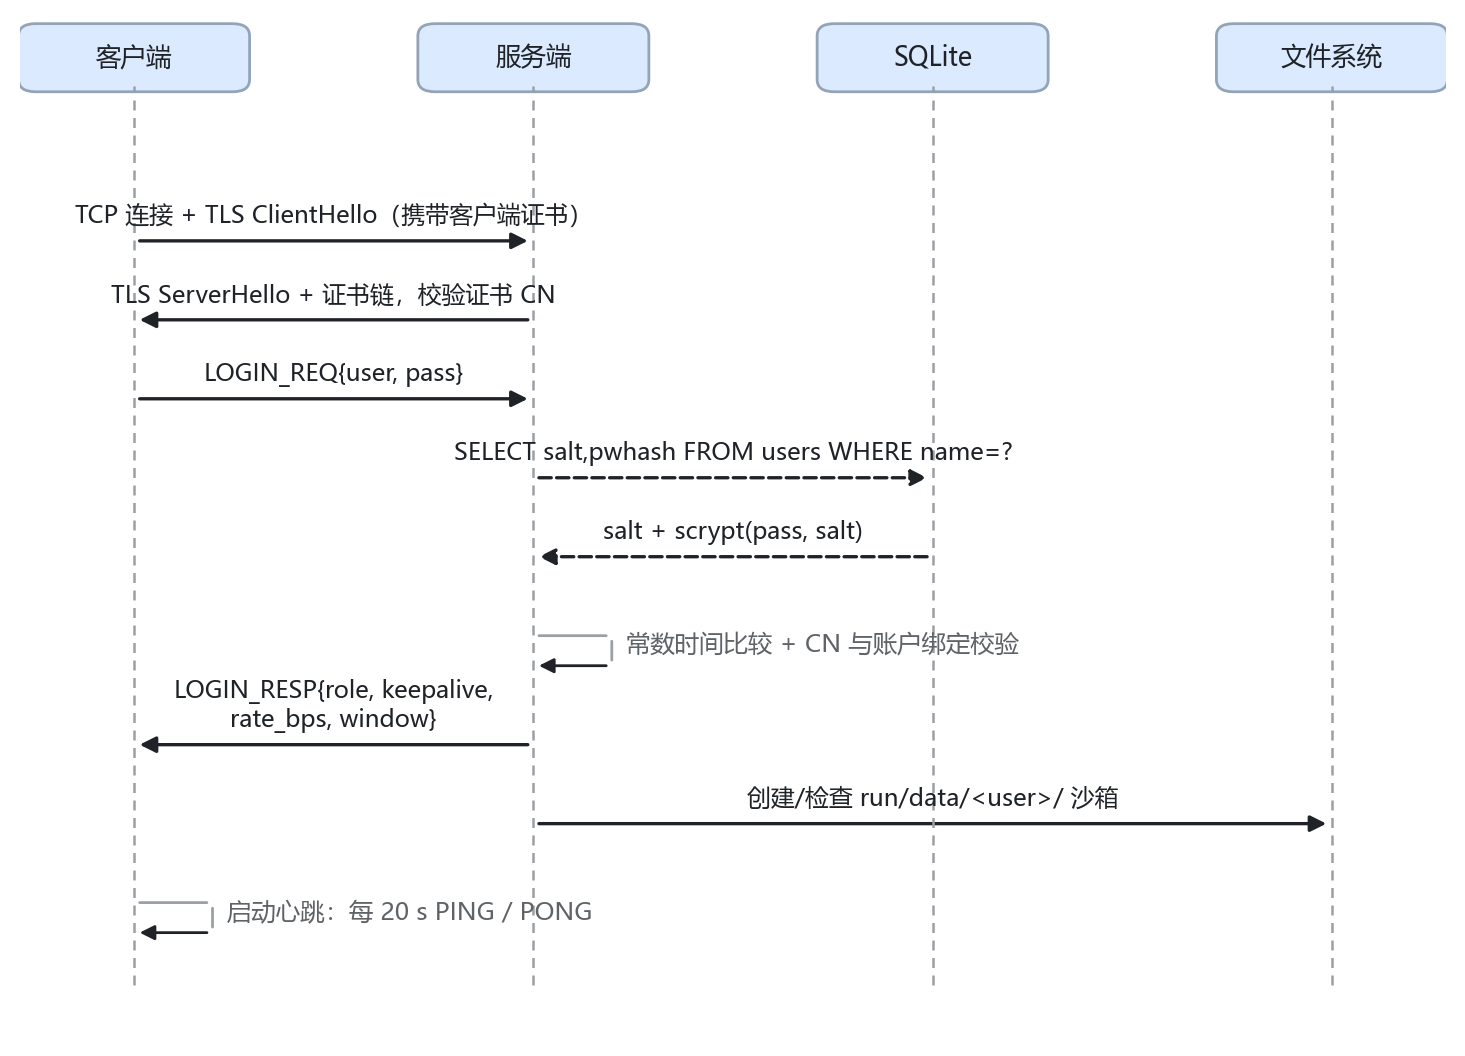 客户端
服务端
SQLite
文件系统
TCP 连接 + TLS ClientHello（携带客户端证书）
TLS ServerHello + 证书链，校验证书 CN
LOGIN_REQ{user, pass}
SELECT salt,pwhash FROM users WHERE name=?
salt + scrypt(pass, salt)
常数时间比较 + CN 与账户绑定校验
LOGIN_RESP{role, keepalive,
rate_bps, window}
创建/检查 run/data/<user>/ 沙箱
启动心跳：每 20 s PING / PONG